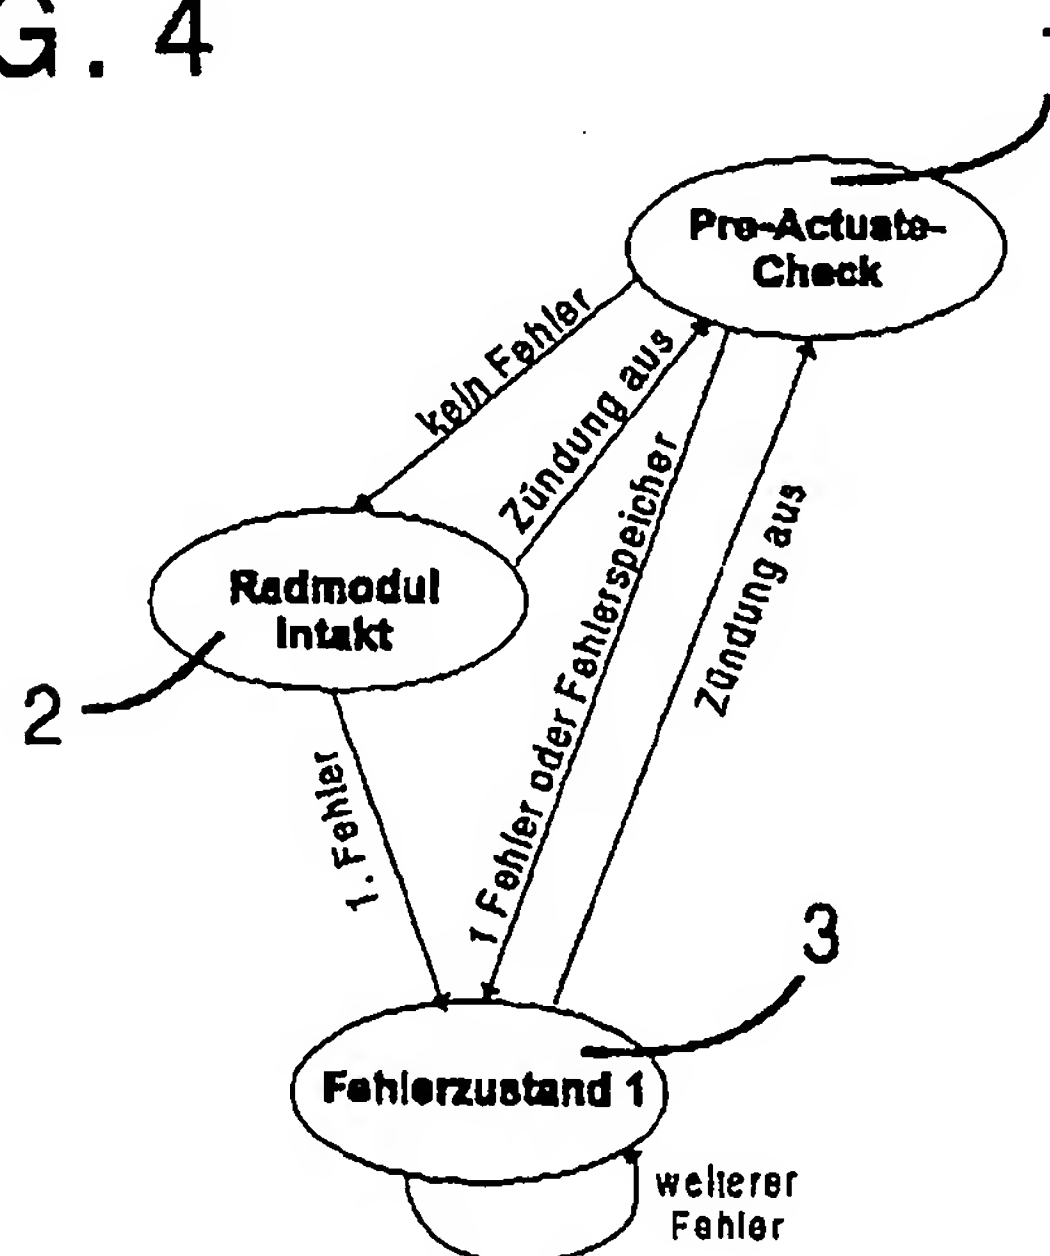 G. 4
Pre-Actuate-
Check
kein Fehler
Zündung aus
Radmodul
Intakt
2
1 Fehler oder Fehlerspeicher
Zündung aus
1. Fehler
3
Fehlerzustand 1
weiterer
Fehler